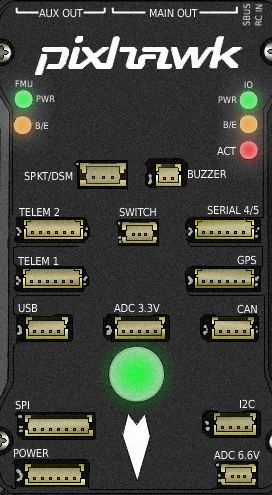 AUX OUT MAIN OUT
SBUS
RC IN
pixhawk
FMU IO
PWR PWR
B/E B/E
ACT
SPKT/DSM BUZZER
TELEM 2 SWITCH SERIAL 4/5
TELEM 1 GPS
USB ADC 3.3V CAN
SPI I2C
POWER ADC 6.6V